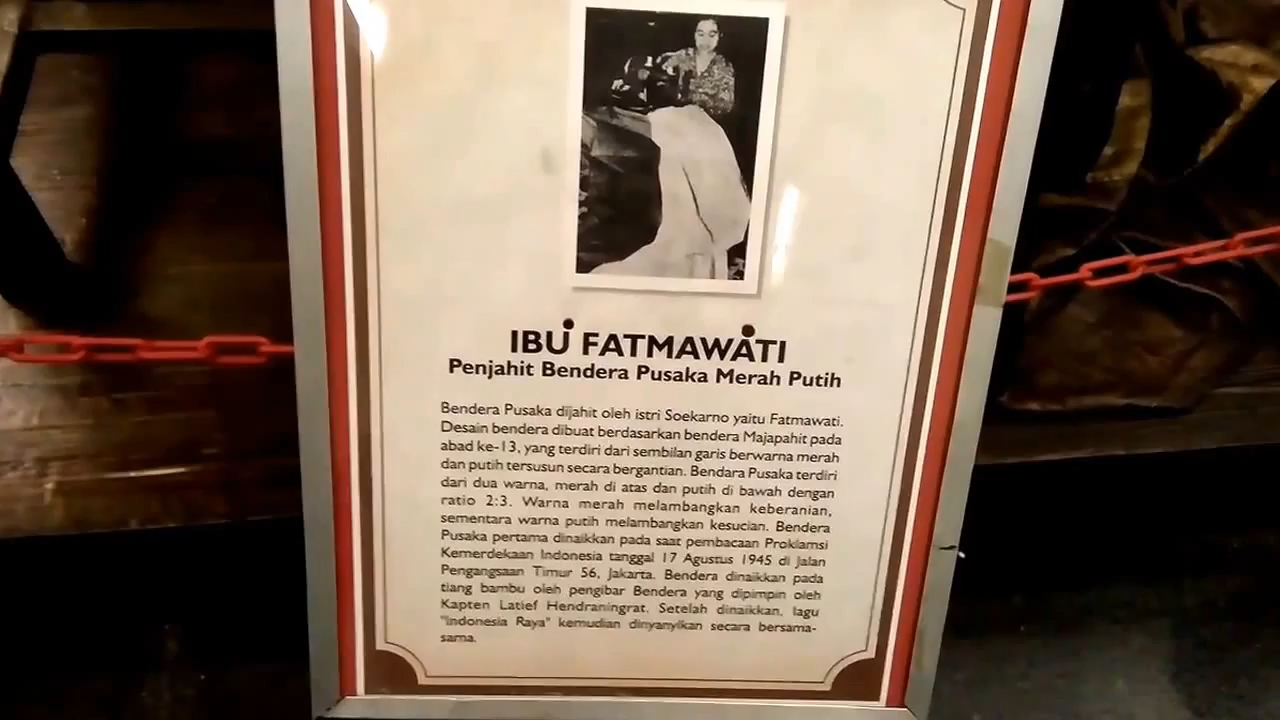 IBU FATMAWATI
Penjahit Bendera Pusaka Merah Putih
Bendera Pusaka dijahit oleh istri Soekarno yaitu Fatmawati.
Desain bendera dibuat berdasarkan bendera Majapahit pada
abad ke-13, yang terdiri dari sembilan garis berwarna merah
dan putih tersusun secara bergantian. Bendara Pusaka terdiri
dari dua warna, merah di atas dan putih di bawah dengan
ratio 2:3. Warna merah melambangkan keberanian,
sementara warna putih melambangkan kesucian. Bendera
Pusaka pertama dinaikkan pada saat pembacaan Proklamsi
Kemerdekaan Indonesia tanggal 17 Agustus 1945 di Jalan
Pengangsaan Timur 56, Jakarta. Bendera dinaikkan pada
tiang bambu oleh pengibar Bendera yang dipimpin oleh
Kapten Latief Hendraningrat. Setelah dinaikkan, lagu
"Indonesia Raya" kemudian dinyanyikan secara bersama-
sama.